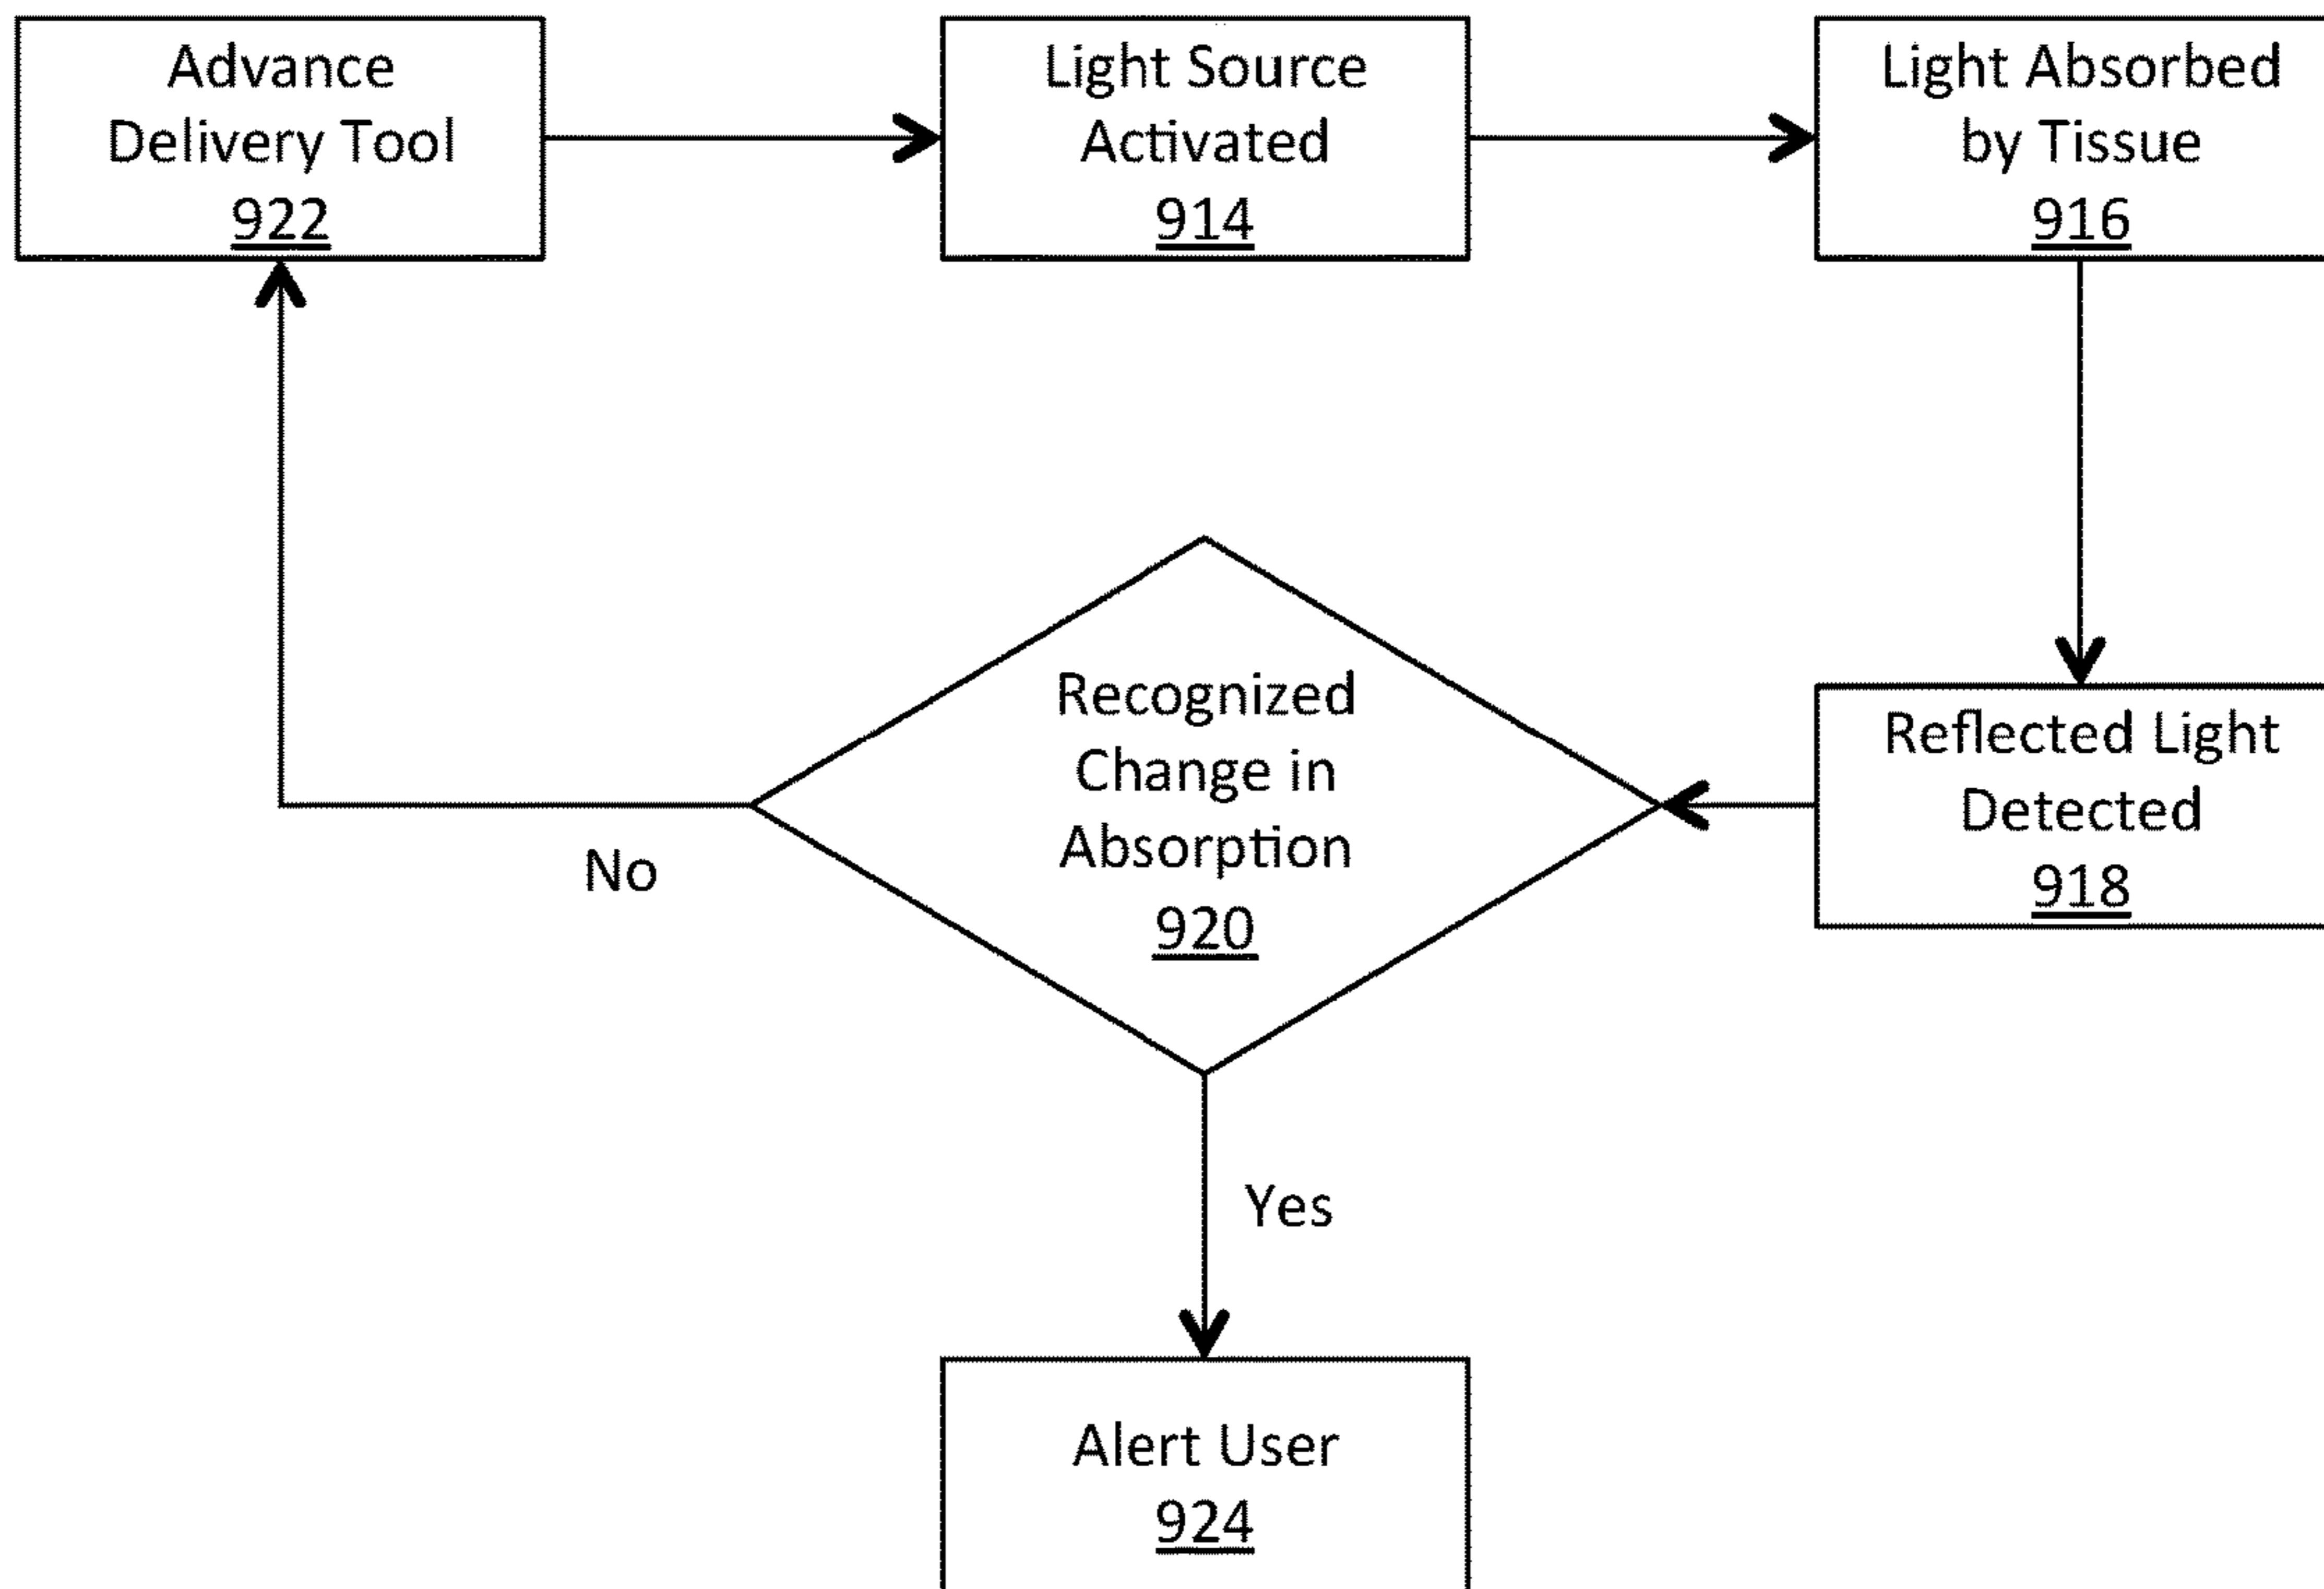 Advance
Delivery Tool
922
Light Source
Activated
914
Light Absorbed
by Tissue
916
Recognized
Change in
Absorption
920
Reflected Light
Detected
918
No
Yes
Alert User
924